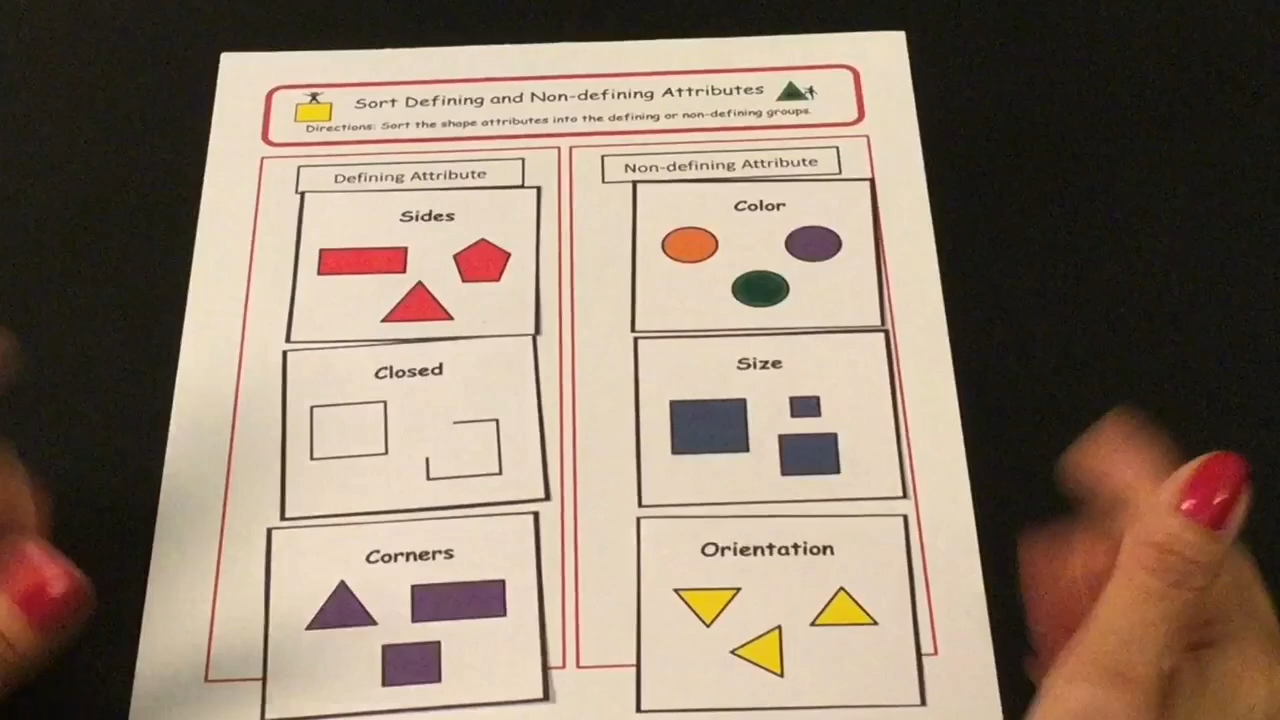 Sort Defining and Non-defining Attributes
Directions: Sort the shape attributes into the defining or non-defining groups.
Defining Attribute
Sides
Closed
Corners
Non-defining Attribute
Color
Size
Orientation